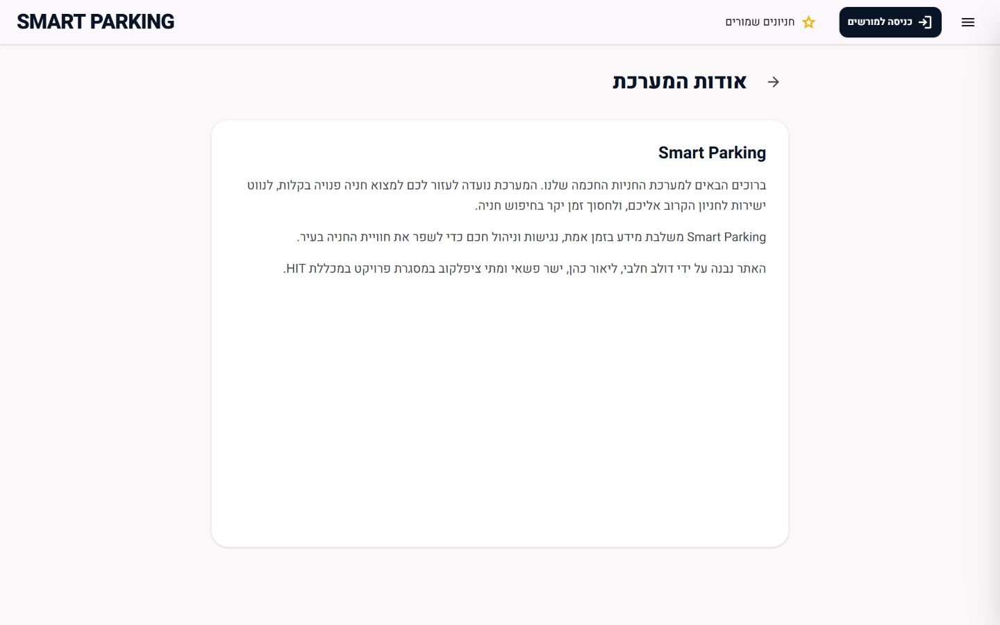 כניסה למורשים
חניונים שמורים
SMART PARKING
אודות המערכת
Smart Parking
ברוכים הבאים למערכת החניות החכמה שלנו. המערכת נועדה לעזור לכם למצוא חניה פנויה בקלות, לנווט
ישירות לחניון הקרוב אליכם, ולחסוך זמן יקר בחיפוש חניה.
Smart Parking משלבת מידע בזמן אמת, נגישות וניהול חכם כדי לשפר את חוויית החניה בעיר.
האתר נבנה על ידי דולב חלבי, ליאור כהן, ישר פשאי ומתי ציפלקוב במסגרת פרויקט במכללת HIT.